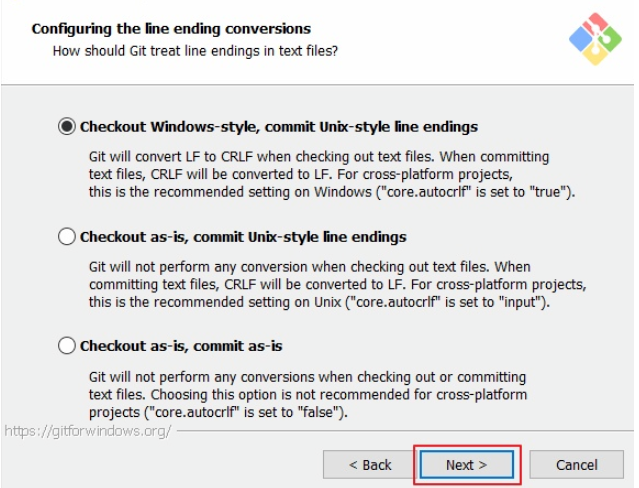 Configuring the line ending conversions
How should Git treat line endings in text files?
Checkout Windows-style, commit Unix-style line endings
Git will convert LF to CRLF when checking out text files. When committing
text files, CRLF will be converted to LF. For cross-platform projects,
this is the recommended setting on Windows ("core.autocrlf" is set to "true").
Checkout as-is, commit Unix-style line endings
Git will not perform any conversion when checking out text files. When
committing text files, CRLF will be converted to LF. For cross-platform projects,
this is the recommended setting on Unix ("core.autocrlf" is set to "input").
Checkout as-is, commit as-is
Git will not perform any conversions when checking out or committing
text files. Choosing this option is not recommended for cross-platform
projects ("core.autocrlf" is set to "false").
https://gitforwindows.org/
< Back Next > Cancel